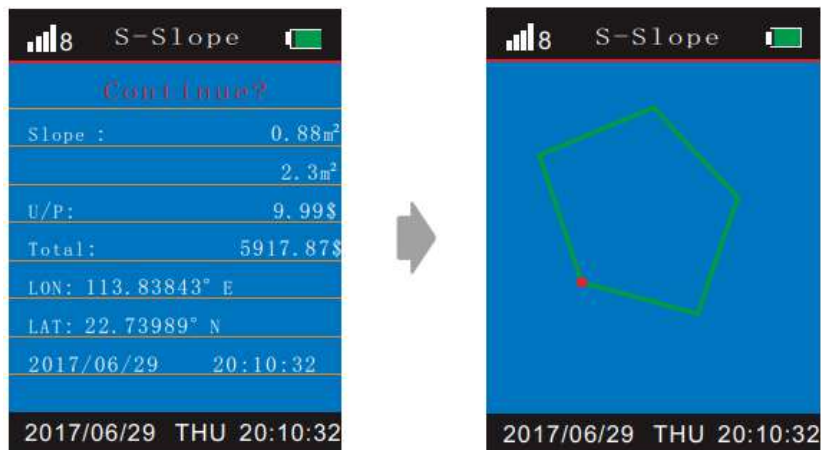 8 S-Slope
Continue?
Slope : 0.88m²
2.3m²
U/P: 9.99$
Total: 5917.87$
LON: 113.83843° E
LAT: 22.73989° N
2017/06/29 20:10:32
2017/06/29 THU 20:10:32
8 S-Slope
2017/06/29 THU 20:10:32